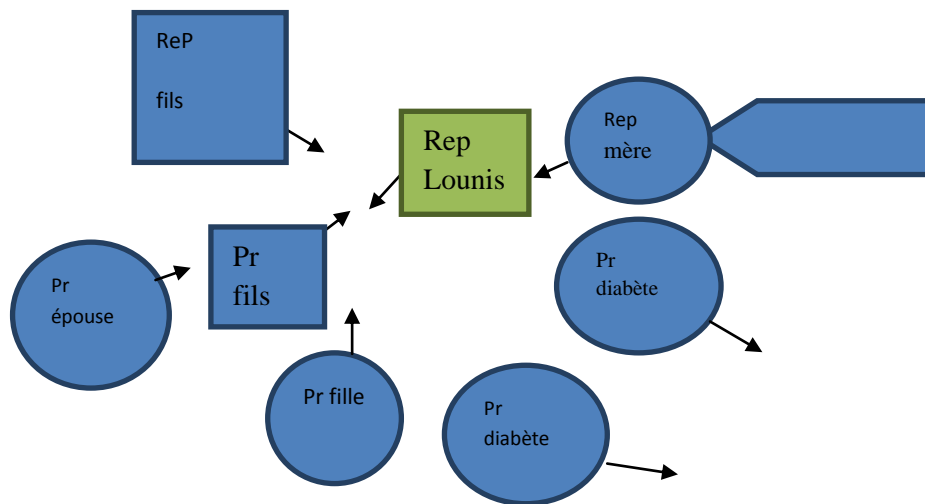 ReP
fils
Rep
Lounis
Rep
mère
Pr
fils
Pr
diabète
Pr
épouse
Pr fille
Pr
diabète